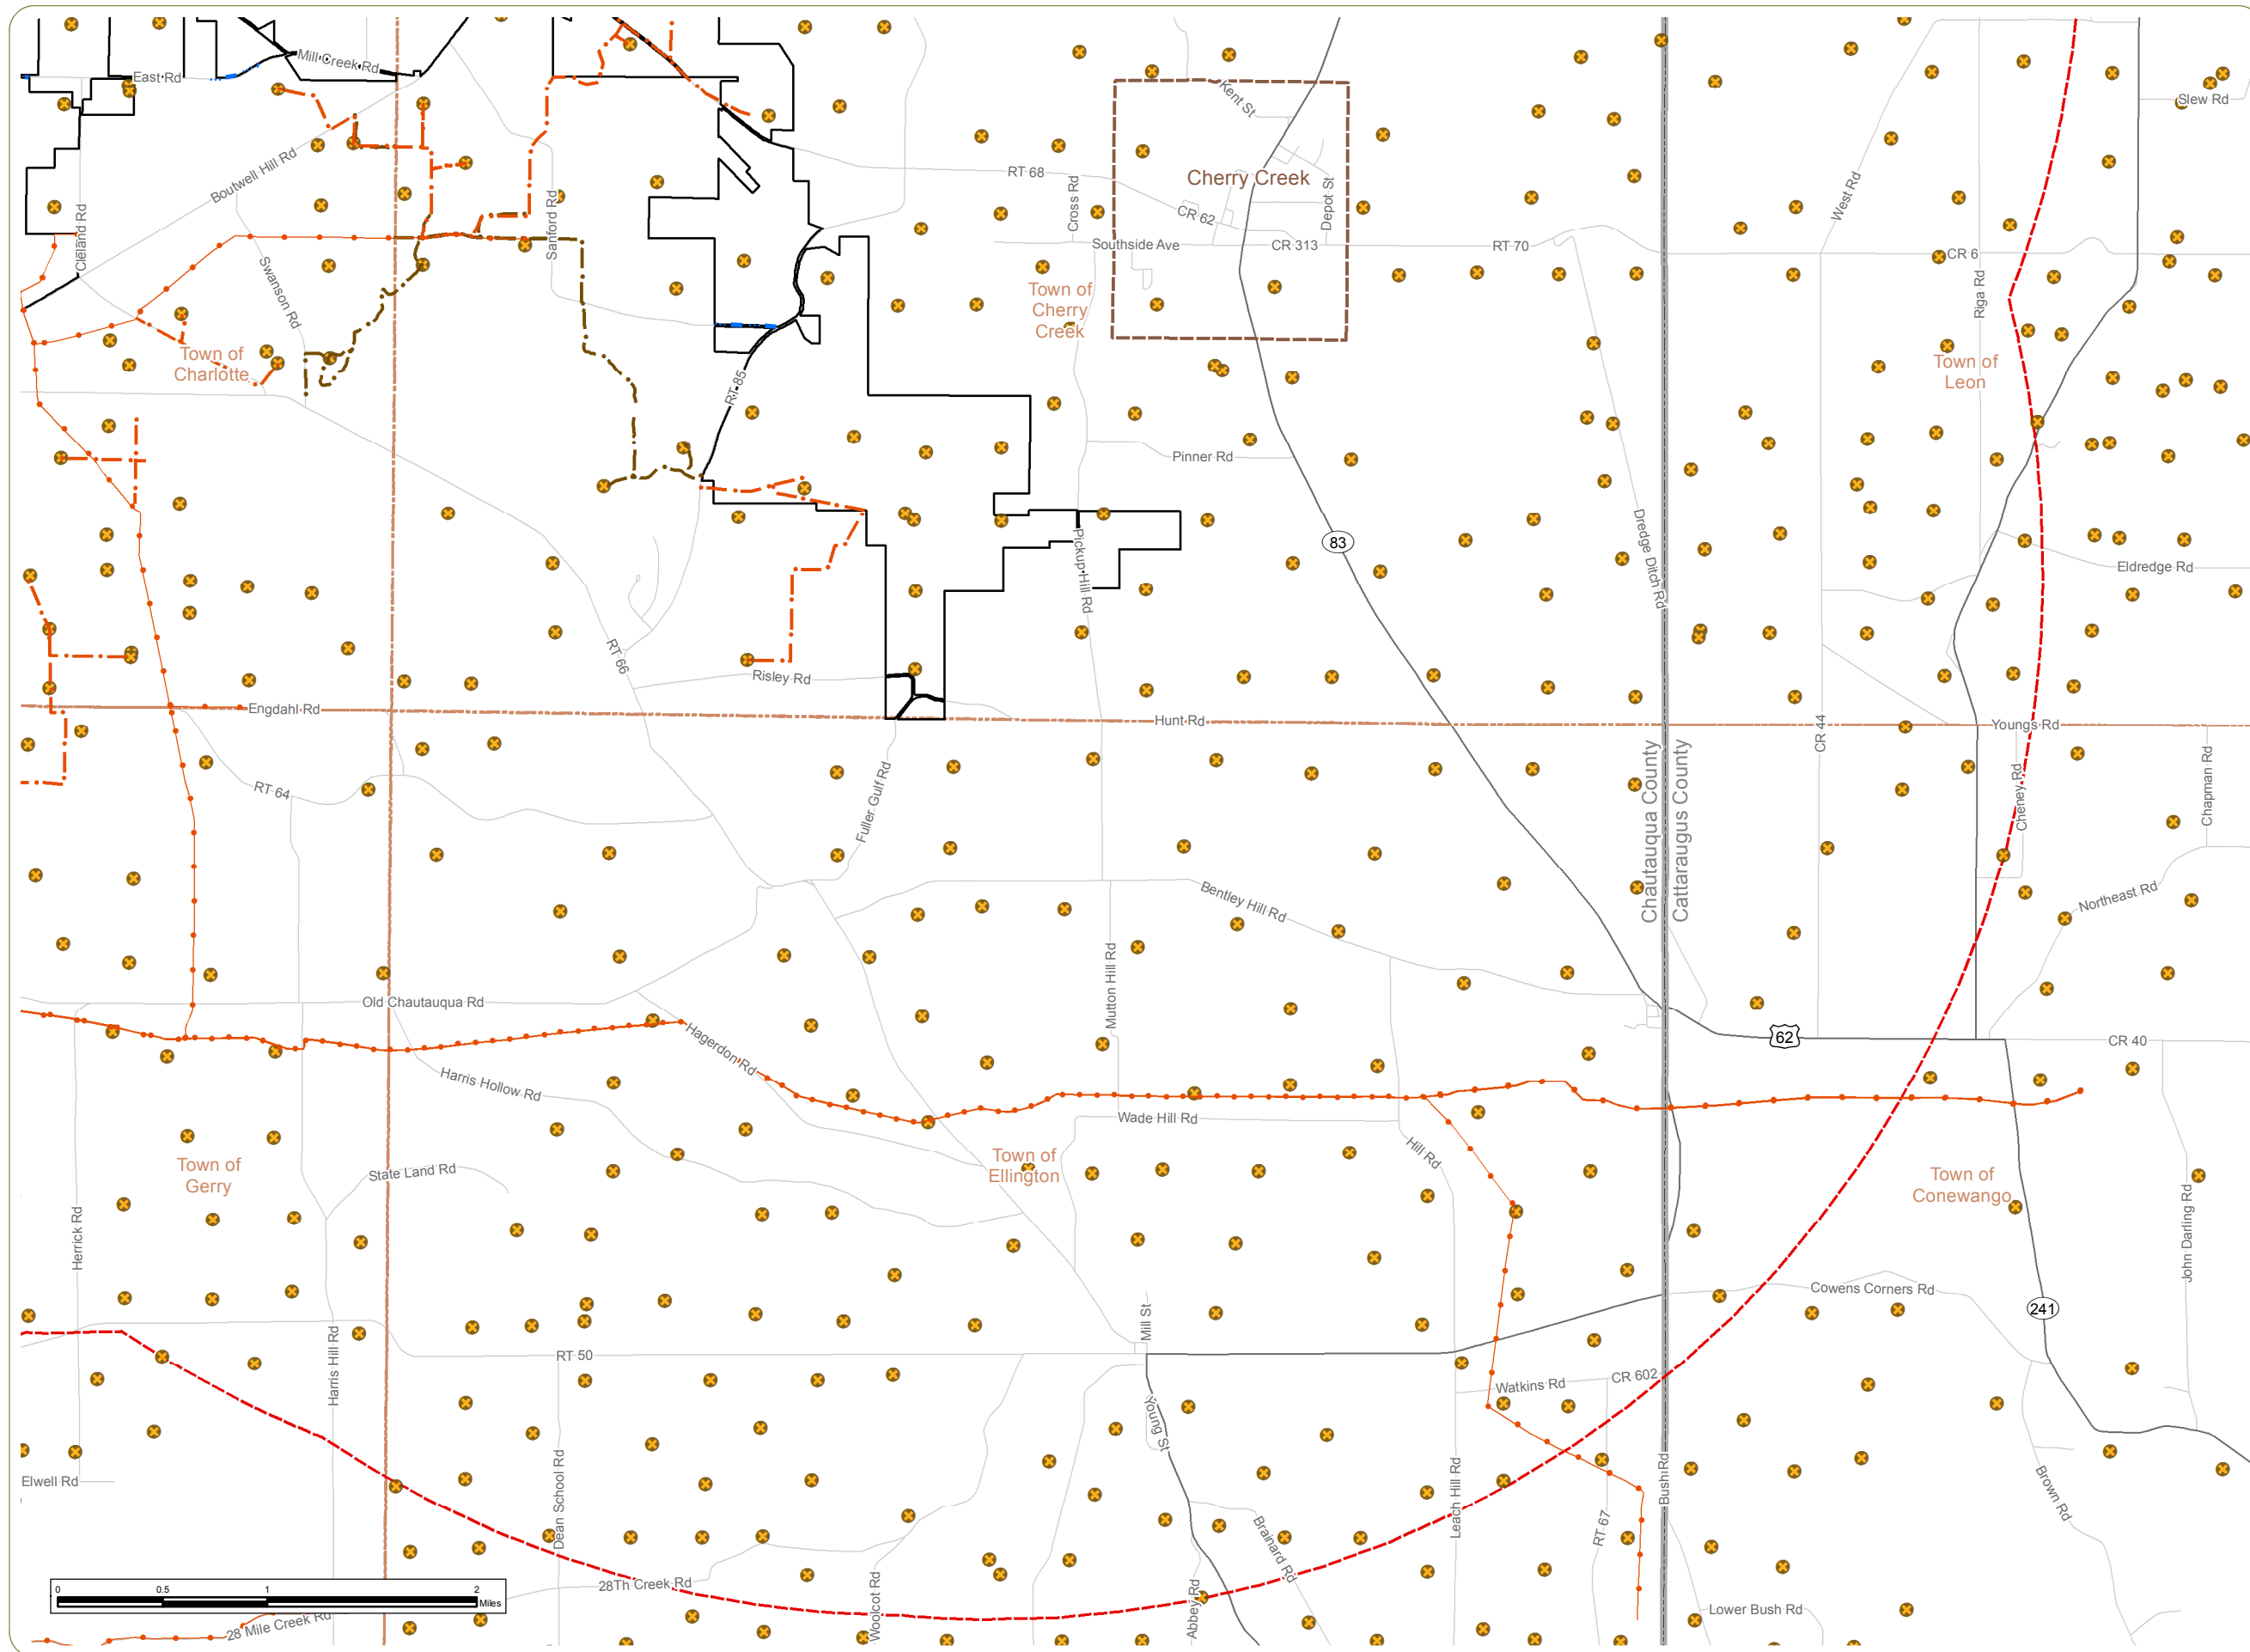 Mill Creek Rd
East Rd
Slew Rd
Kent St
Boutwell Hill Rd
RT 68
Cherry Creek
Cross Rd
Depot St
West Rd
CR 62
Cleland Rd
Sanford Rd
Southside Ave
CR 313
RT 70
CR 6
Swanson Rd
Riga Rd
Town of
Cherry
Creek
Town of
Charlotte
Town of
Leon
RT 85
Pinner Rd
83
Dredge Ditch Rd
Pickup Hill Rd
Eldredge Rd
RT 66
Risley Rd
Engdahl Rd
Hunt Rd
Youngs Rd
CR 44
Chautauqua County
Cattaraugus County
RT 64
Fuller Gulf Rd
Cheney Rd
Chapman Rd
Bentley Hill Rd
Northeast Rd
Mutton Hill Rd
Old Chautauqua Rd
Hagerdon Rd
62
CR 40
Harris Hollow Rd
Wade Hill Rd
Hill Rd
Town of
Gerry
State Land Rd
Town of
Ellington
Town of
Conewango
Herrick Rd
John Darling Rd
Cowens Corners Rd
241
Mill St
Harris Hill Rd
RT 50
Watkins Rd
CR 602
Young St
Elwell Rd
Dean School Rd
Leach Hill Rd
Bush Rd
Brown Rd
RT 67
Brainard Rd
28Th Creek Rd
Woolcot Rd
Abbey Rd
Lower Bush Rd
0 0.5 1 2
Miles
28 Mile Creek Rd